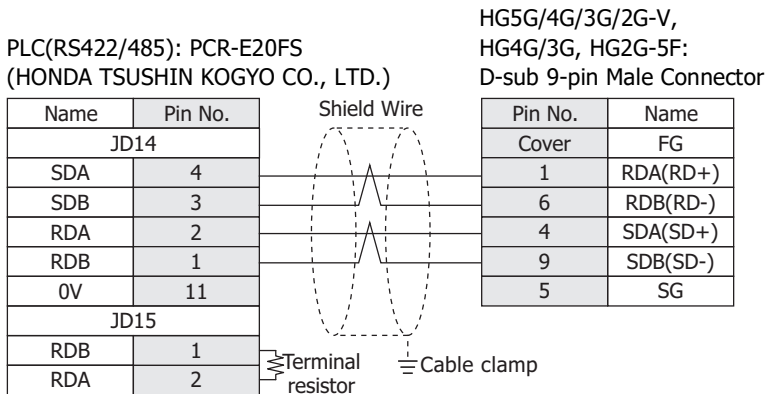 HG5G/4G/3G/2G-V,
PLC(RS422/485): PCR-E20FS HG4G/3G, HG2G-5F:
(HONDA TSUSHIN KOGYO CO., LTD.) D-sub 9-pin Male Connector
Name Pin No. Shield Wire Pin No. Name
JD14 Cover FG
SDA 4 1 RDA(RD+)
SDB 3 6 RDB(RD-)
RDA 2 4 SDA(SD+)
RDB 1 9 SDB(SD-)
0V 11 5 SG
JD15
RDB 1 Terminal Cable clamp
RDA 2 resistor